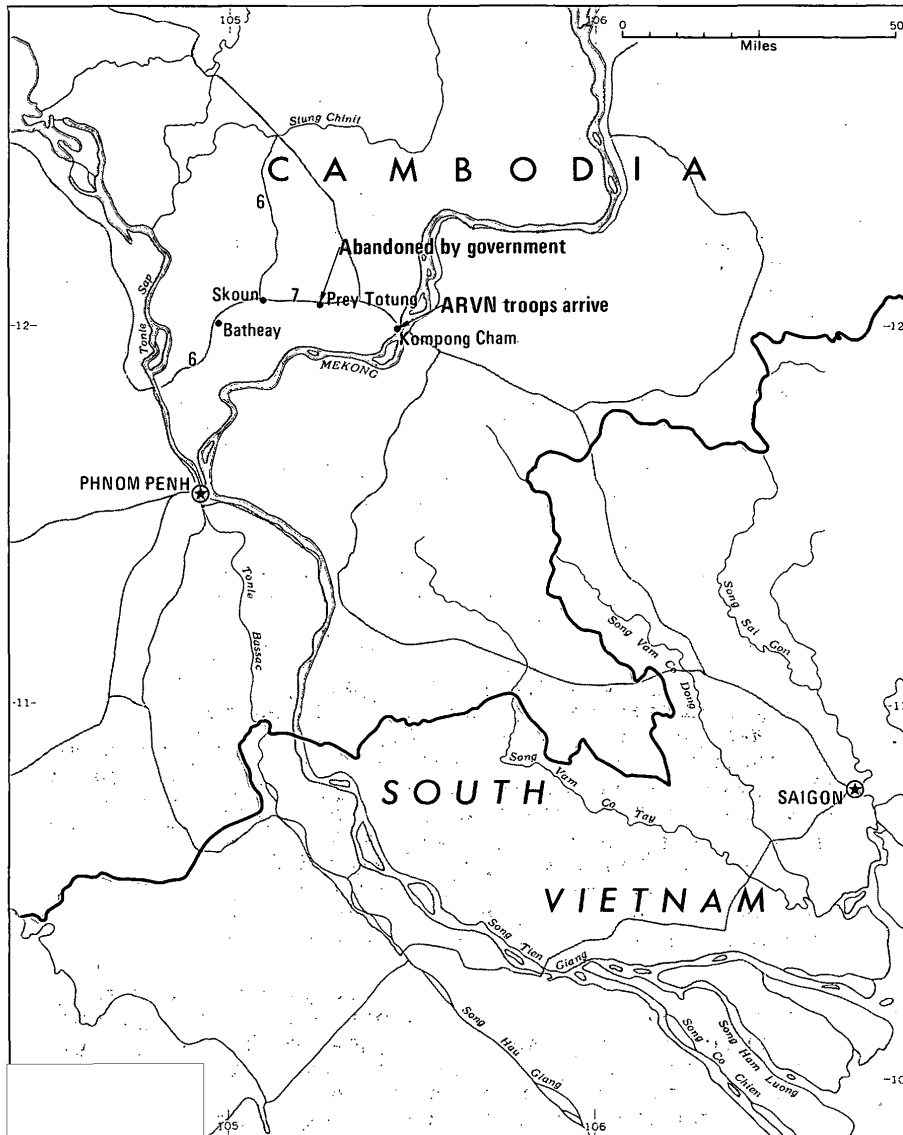 105
106
0
50
Miles
Stung Chinit
CAMBODIA
6
Abandoned by government
Tonle Sap
Skoun
7
Prey Totung
ARVN troops arrive
12
Batheay
Kompong Cham
12
6
MEKONG
PHNOM PENH
Tonle Bassac
Song Vam Co Dong
Song Sai Gon
11
11
SOUTH
Song Vam Co Tay
SAIGON
VIETNAM
Song Tien Giang
Song Hau Giang
Song Co Chien
Song Ham Luong
10
105
106